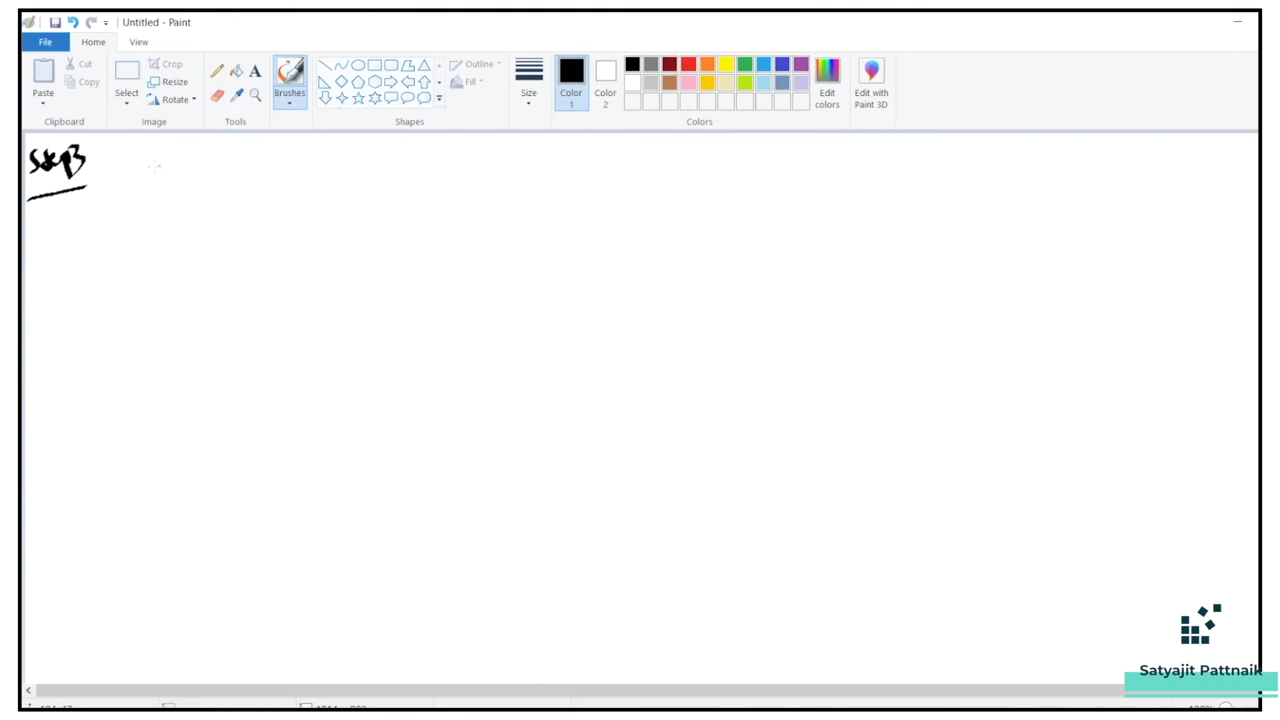 Untitled - Paint
File Home View
Paste
Cut
Copy
Clipboard
Select
Crop
Resize
Rotate
Image
Tools
Brushes
Shapes
Outline
Fill
Size
Color
1
Color
2
Colors
Edit
colors
Edit with
Paint 3D
Step3
Satyajit Pattnaik